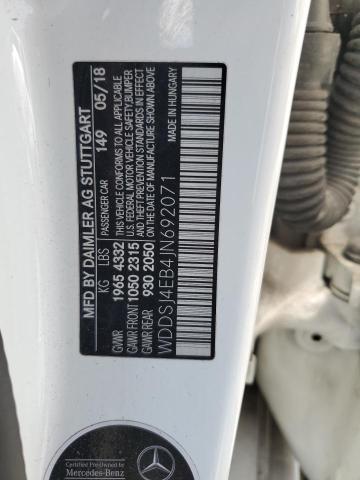 MFD BY DAIMLER AG STUTTGART
PASSENGER CAR 149 05/18
KG LBS
GVWR 1965 4332
GAWR FRONT 1050 2315
GAWR REAR 930 2050
THIS VEHICLE CONFORMS TO ALL APPLICABLE
U.S. FEDERAL MOTOR VEHICLE SAFETY, BUMPER
AND THEFT PREVENTION STANDARDS IN EFFECT
ON DATE OF MANUFACTURE SHOWN ABOVE
MADE IN HUNGARY
WDDSJ4EB4JN692071
Certified Pre-Owned by
Mercedes-Benz